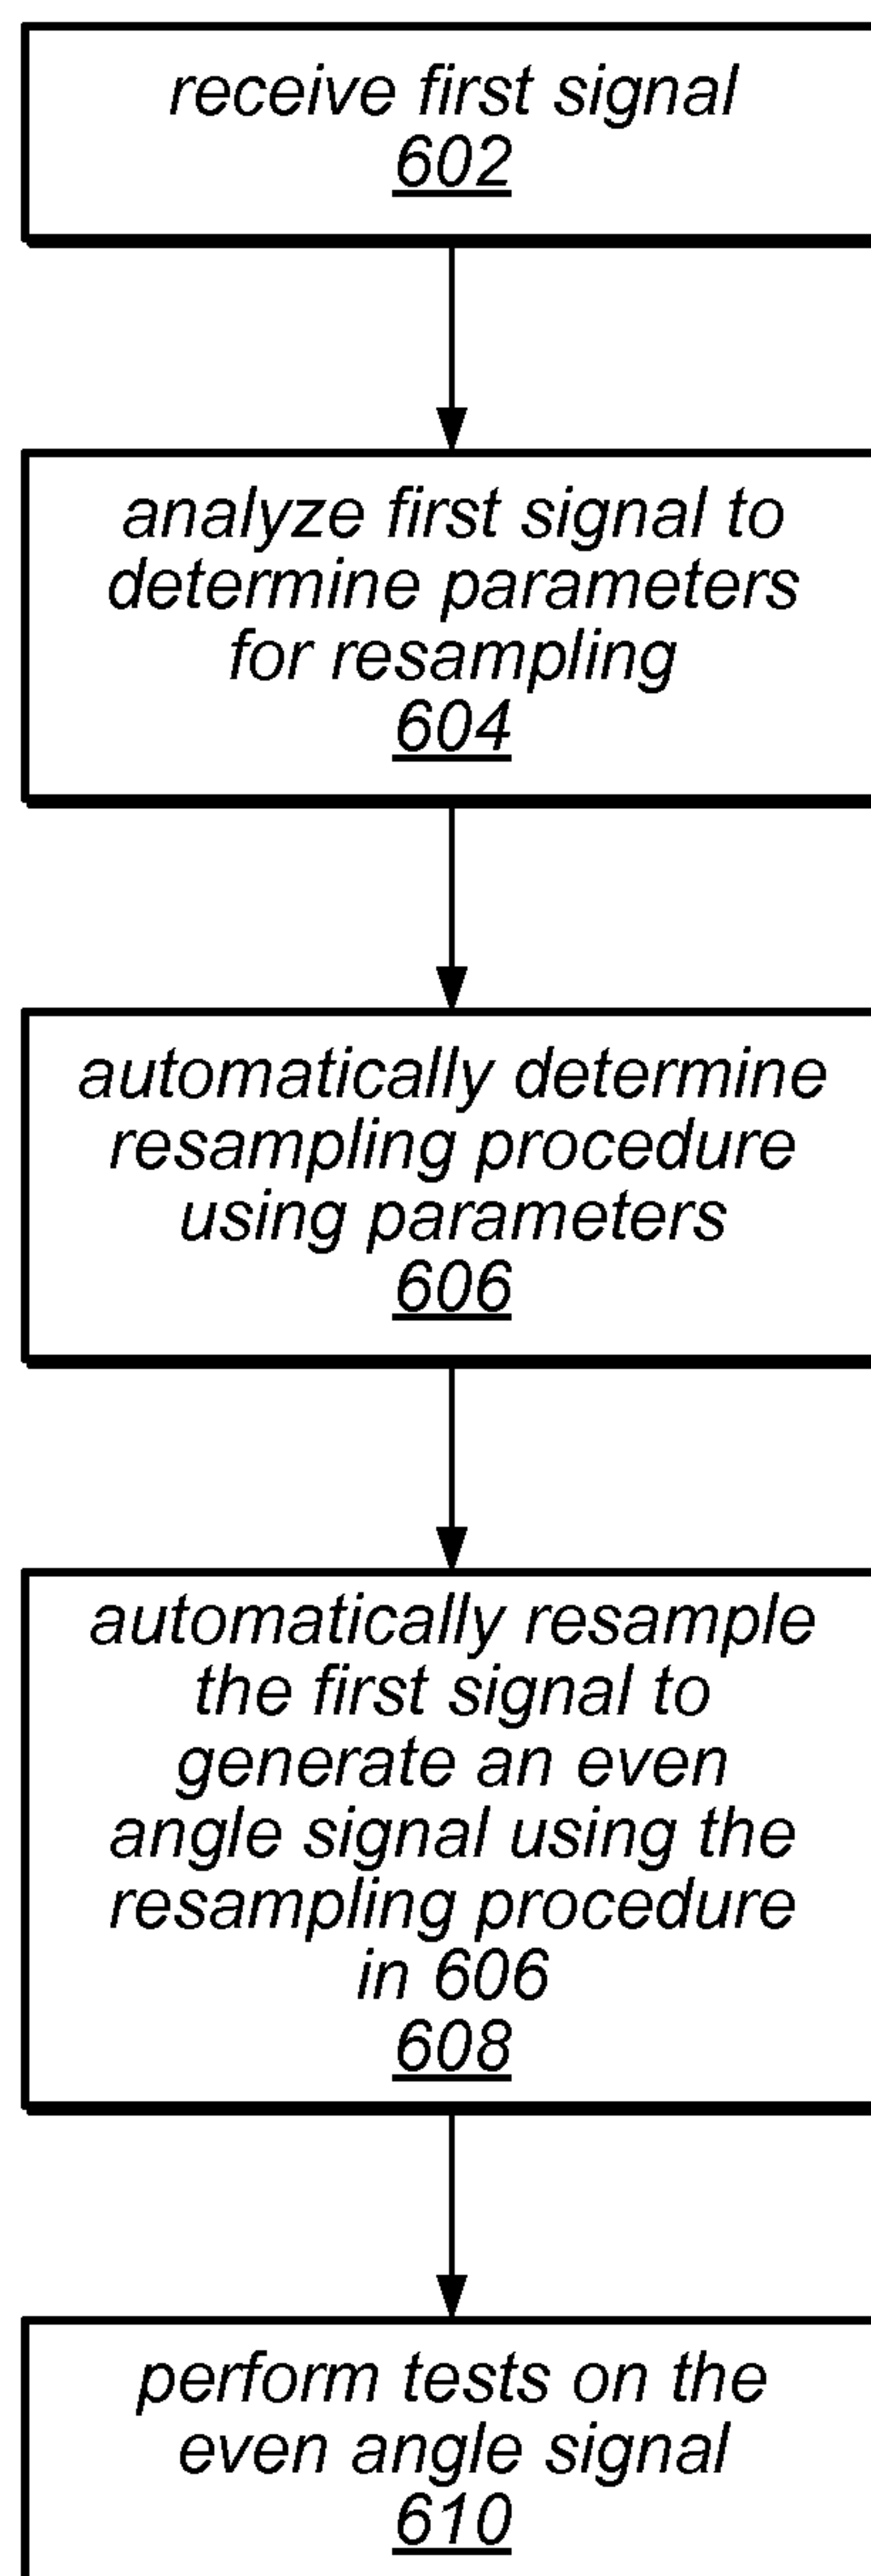 receive first signal
602
analyze first signal to
determine parameters
for resampling
604
automatically determine
resampling procedure
using parameters
606
automatically resample
the first signal to
generate an even
angle signal using the
resampling procedure
in 606
608
perform tests on the
even angle signal
610